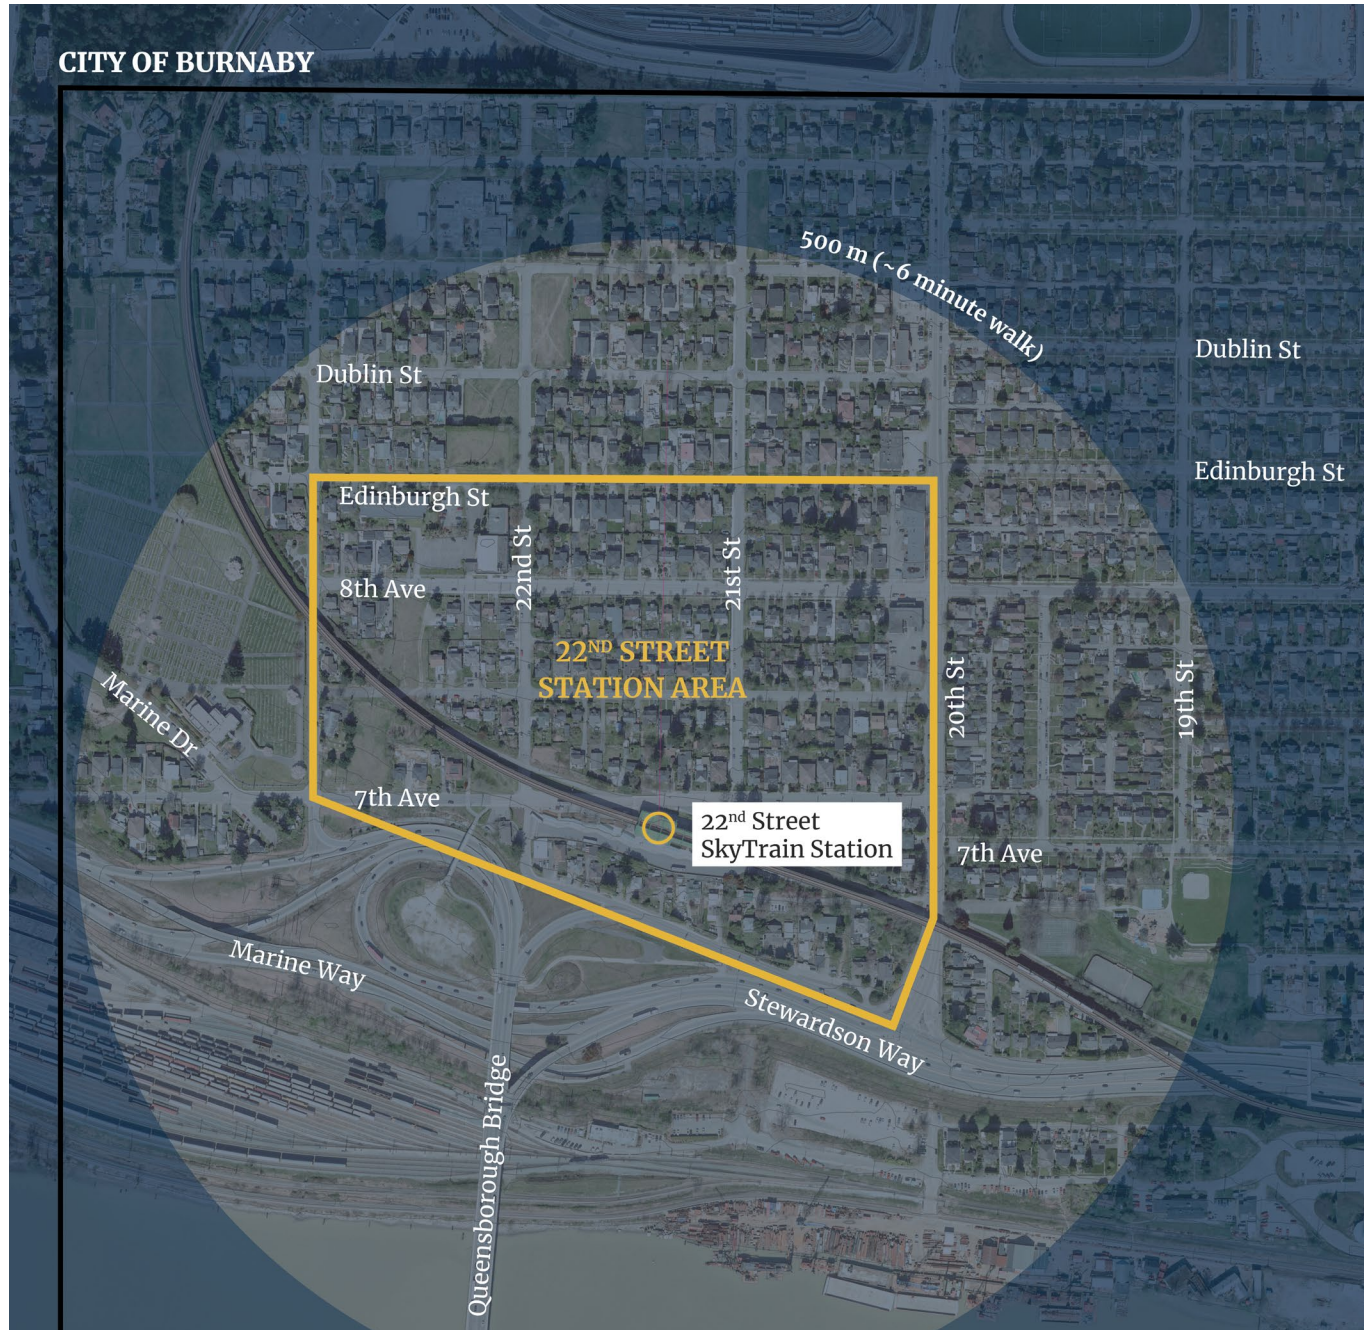 CITY OF BURNABY
500 m (~6 minute walk)
Dublin St
Dublin St
Edinburgh St
Edinburgh St
22nd St
21st St
8th Ave
22ND STREET
STATION AREA
20th St
19th St
Marine Dr
7th Ave
22nd Street
SkyTrain Station
7th Ave
Marine Way
Stewardson Way
Queensborough Bridge